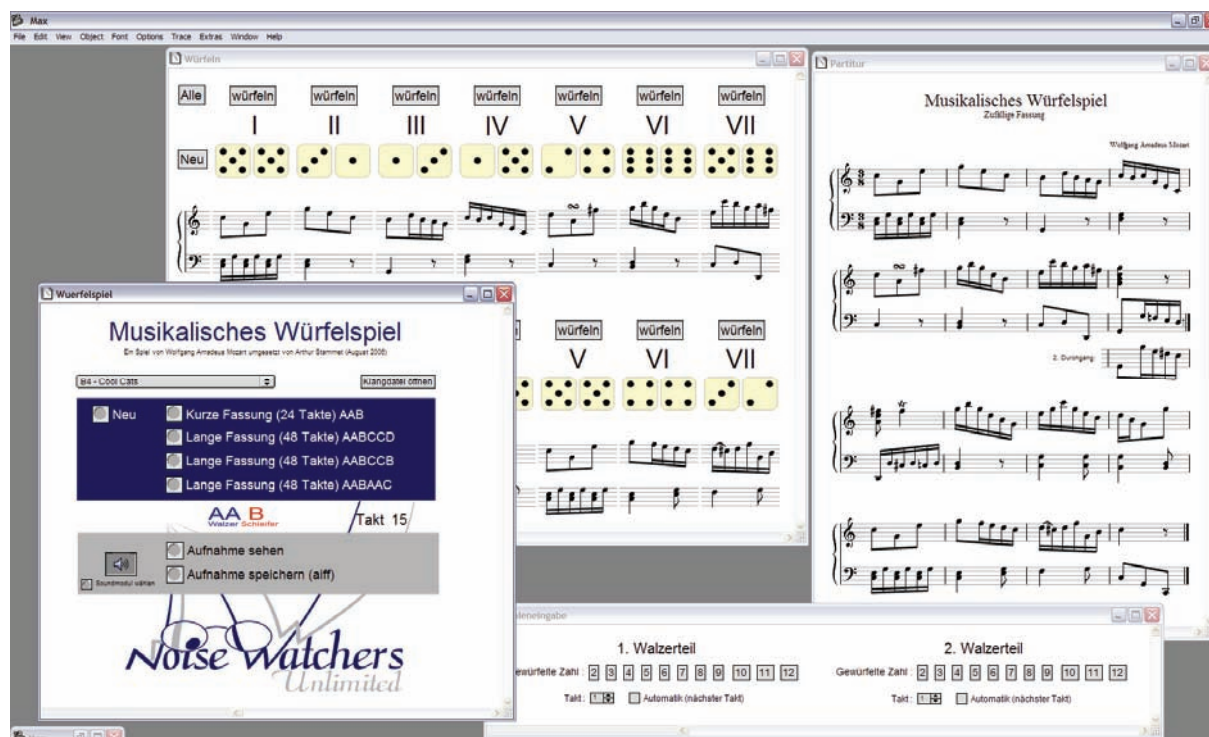 Max
File Edit View Object Font Options Trace Extras Window Help
Würfeln
Alle würfeln würfeln würfeln würfeln würfeln würfeln würfeln
I II III IV V VI VII
Neu
würfeln würfeln würfeln
V VI VII
Partitur
Musikalisches Würfelspiel
Zufällige Fassung
Wolfgang Amadeus Mozart
2. Durchgang:
Wuerfelspiel
Musikalisches Würfelspiel
Ein Spiel von Wolfgang Amadeus Mozart umgesetzt von Arthur Stammet (August 2006)
B4 - Cool Cats
Klangdatei öffnen
Neu
Kurze Fassung (24 Takte) AAB
Lange Fassung (48 Takte) AABCCD
Lange Fassung (48 Takte) AABCCB
Lange Fassung (48 Takte) AABAAC
AA B
Walzer Schleifer
Takt 15
Aufnahme sehen
Aufnahme speichern (aiff)
Soundmodul wählen
Noise Watchers
Unlimited
1. Walzerteil
Gewürfelte Zahl : 2 3 4 5 6 7 8 9 10 11 12
Takt : 1 Automatik (nächster Takt)
2. Walzerteil
Gewürfelte Zahl : 2 3 4 5 6 7 8 9 10 11 12
Takt : 1 Automatik (nächster Takt)